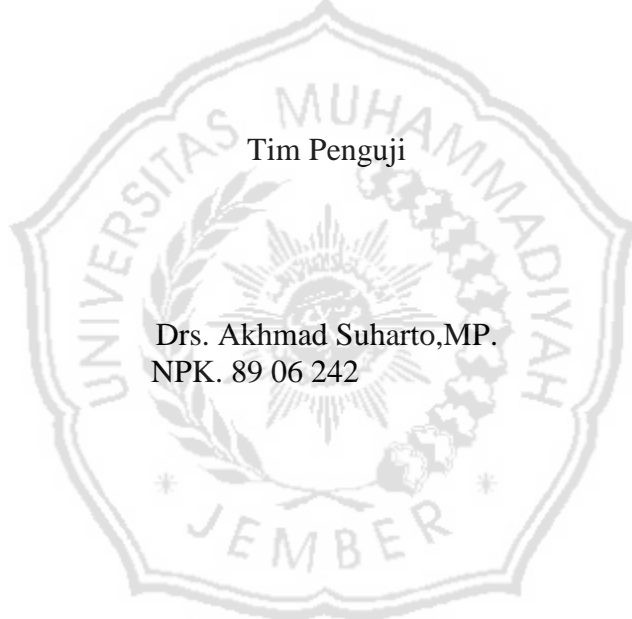 UNIVERSITAS MUHAMMADIYAH
Tim Penguji
Drs. Akhmad Suharto,MP.
NPK. 89 06 242
* JEMBER *